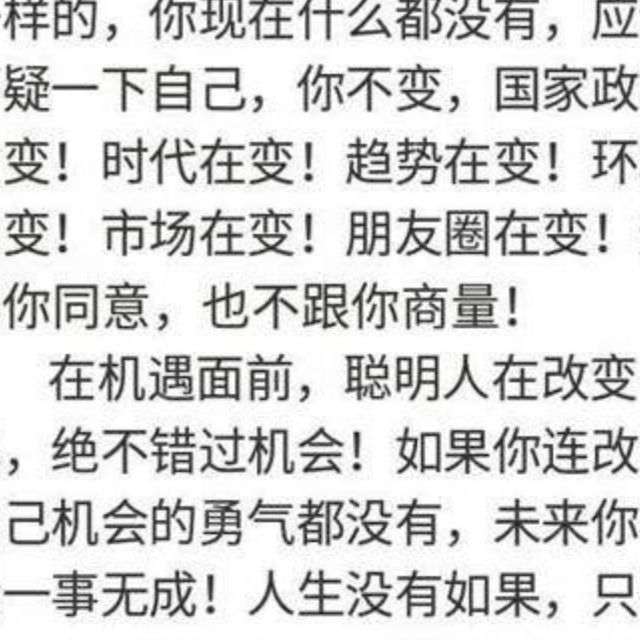 样的，你现在什么都没有，应
疑一下自己，你不变，国家政
变！时代在变！趋势在变！环
变！市场在变！朋友圈在变！
你同意，也不跟你商量！
在机遇面前，聪明人在改变
，绝不错过机会！如果你连改
己机会的勇气都没有，未来你
一事无成！人生没有如果，只